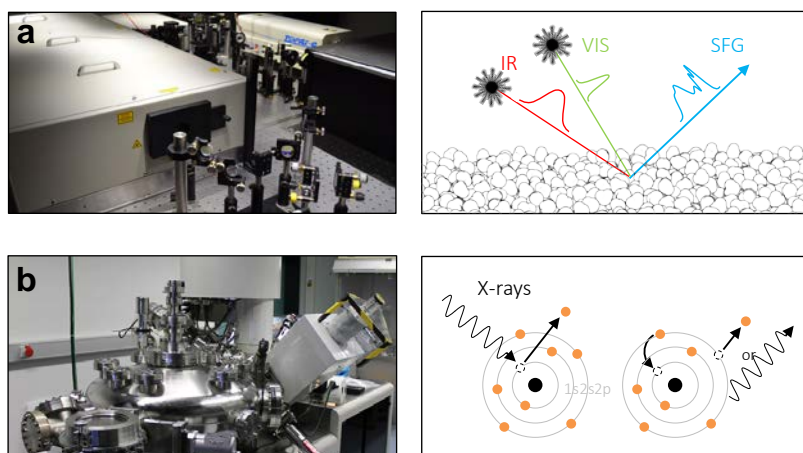 a
IR
VIS
SFG
b
X-rays
1s2s2p
or